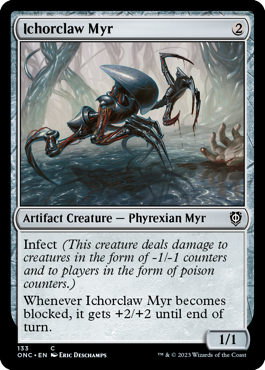 Ichorclaw Myr 2
Artifact Creature — Phyrexian Myr
Infect (This creature deals damage to
creatures in the form of -1/-1 counters
and to players in the form of poison
counters.)
Whenever Ichorclaw Myr becomes
blocked, it gets +2/+2 until end of
turn.
1/1
133 C
ONC • EN Eric Deschamps
™ & © 2023 Wizards of the Coast